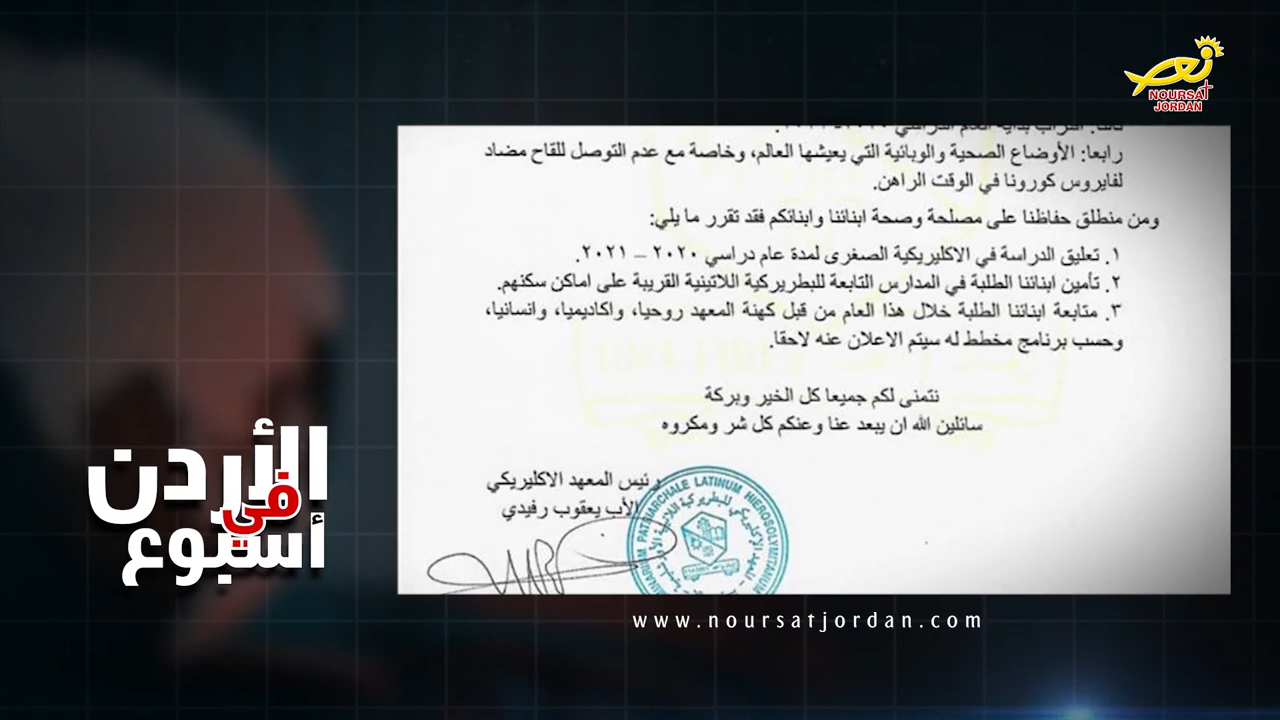 نور
NOURSAT
JORDAN
رابعا: الأوضاع الصحية والوبائية التي يعيشها العالم، وخاصة مع عدم التوصل للقاح مضاد
لفايروس كورونا في الوقت الراهن.
ومن منطلق حفاظنا على مصلحة وصحة ابنائنا وابنائكم فقد تقرر ما يلي:
١. تعليق الدراسة في الاكليريكية الصغرى لمدة عام دراسي ٢٠٢٠ – ٢٠٢١.
٢. تأمين ابنائنا الطلبة في المدارس التابعة للبطريركية اللاتينية القريبة على اماكن سكنهم.
٣. متابعة ابنائنا الطلبة خلال هذا العام من قبل كهنة المعهد روحيا، واكاديميا، وانسانيا،
وحسب برنامج مخطط له سيتم الاعلان عنه لاحقا.
نتمنى لكم جميعا كل الخير وبركة
سائلين الله ان يبعد عنا وعنكم كل شر ومكروه
رئيس المعهد الاكليريكي
الأب يعقوب رفيدي
PATRIARCHALE LATINUM HIEROSOLYMITANUM
الأردن
في
أسبوع
www.noursatjordan.com